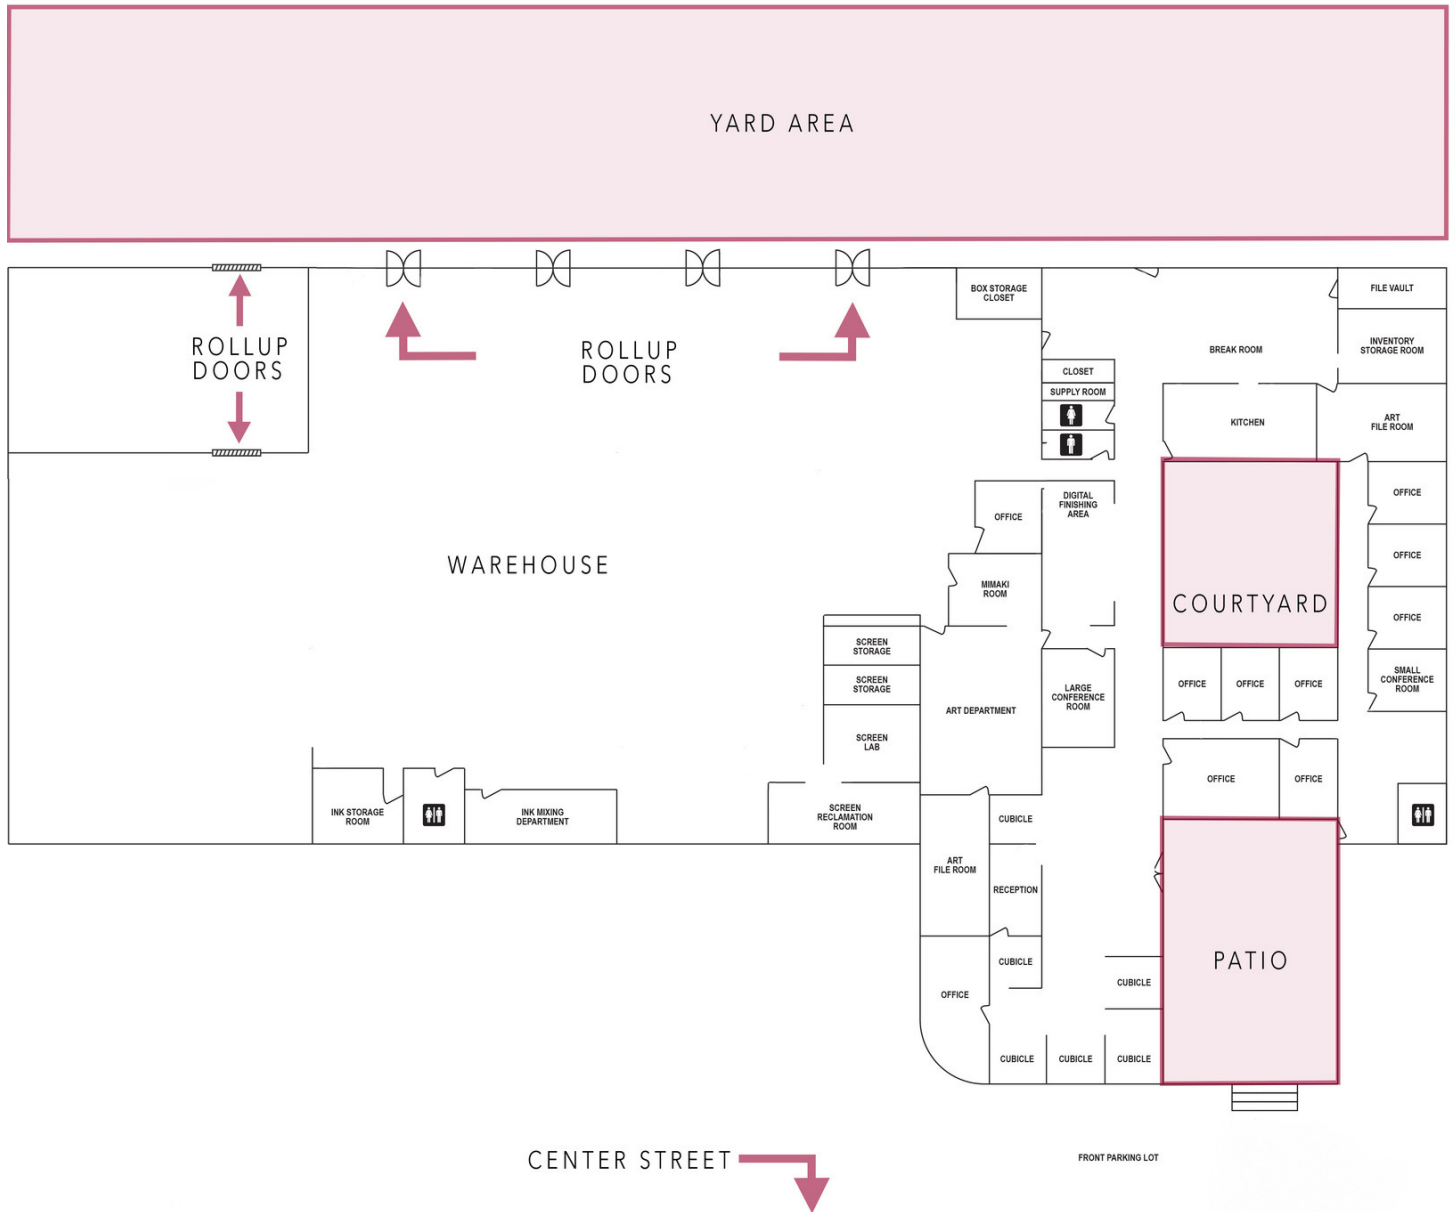 YARD AREA
BOX STORAGE
CLOSET
FILE VAULT
ROLLUP
DOORS
ROLLUP
DOORS
BREAK ROOM
INVENTORY
STORAGE ROOM
CLOSET
SUPPLY ROOM
KITCHEN
ART
FILE ROOM
OFFICE
DIGITAL
FINISHING
AREA
OFFICE
WAREHOUSE
OFFICE
MIMAKI
ROOM
COURTYARD
OFFICE
SCREEN
STORAGE
SCREEN
STORAGE
ART DEPARTMENT
LARGE
CONFERENCE
ROOM
OFFICE
OFFICE
OFFICE
SMALL
CONFERENCE
ROOM
SCREEN
LAB
OFFICE
OFFICE
INK STORAGE
ROOM
INK MIXING
DEPARTMENT
SCREEN
RECLAMATION
ROOM
CUBICLE
ART
FILE ROOM
RECEPTION
CUBICLE
PATIO
OFFICE
CUBICLE
CUBICLE
CUBICLE
CUBICLE
CENTER STREET
FRONT PARKING LOT